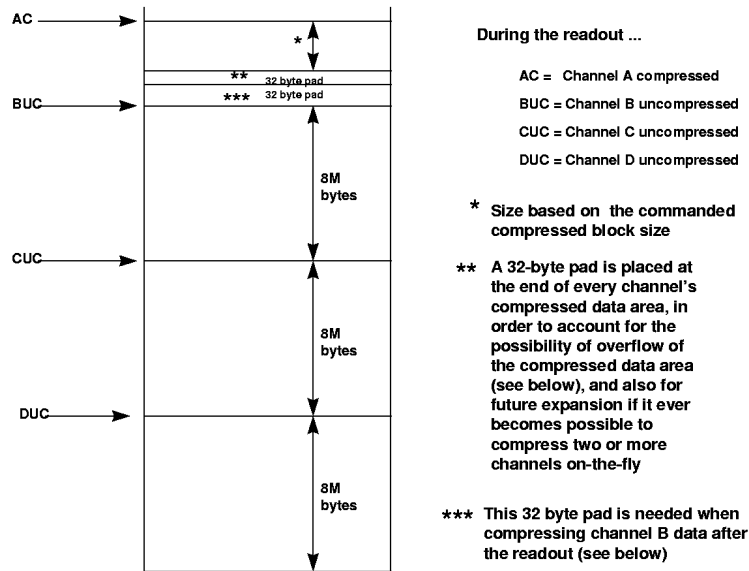 AC
*
** 32 byte pad
*** 32 byte pad
BUC
8M
bytes
CUC
8M
bytes
DUC
8M
bytes
During the readout ...
AC = Channel A compressed
BUC = Channel B uncompressed
CUC = Channel C uncompressed
DUC = Channel D uncompressed
* Size based on the commanded
compressed block size
** A 32-byte pad is placed at
the end of every channel's
compressed data area, in
order to account for the
possibility of overflow of
the compressed data area
(see below), and also for
future expansion if it ever
becomes possible to
compress two or more
channels on-the-fly
*** This 32 byte pad is needed when
compressing channel B data after
the readout (see below)